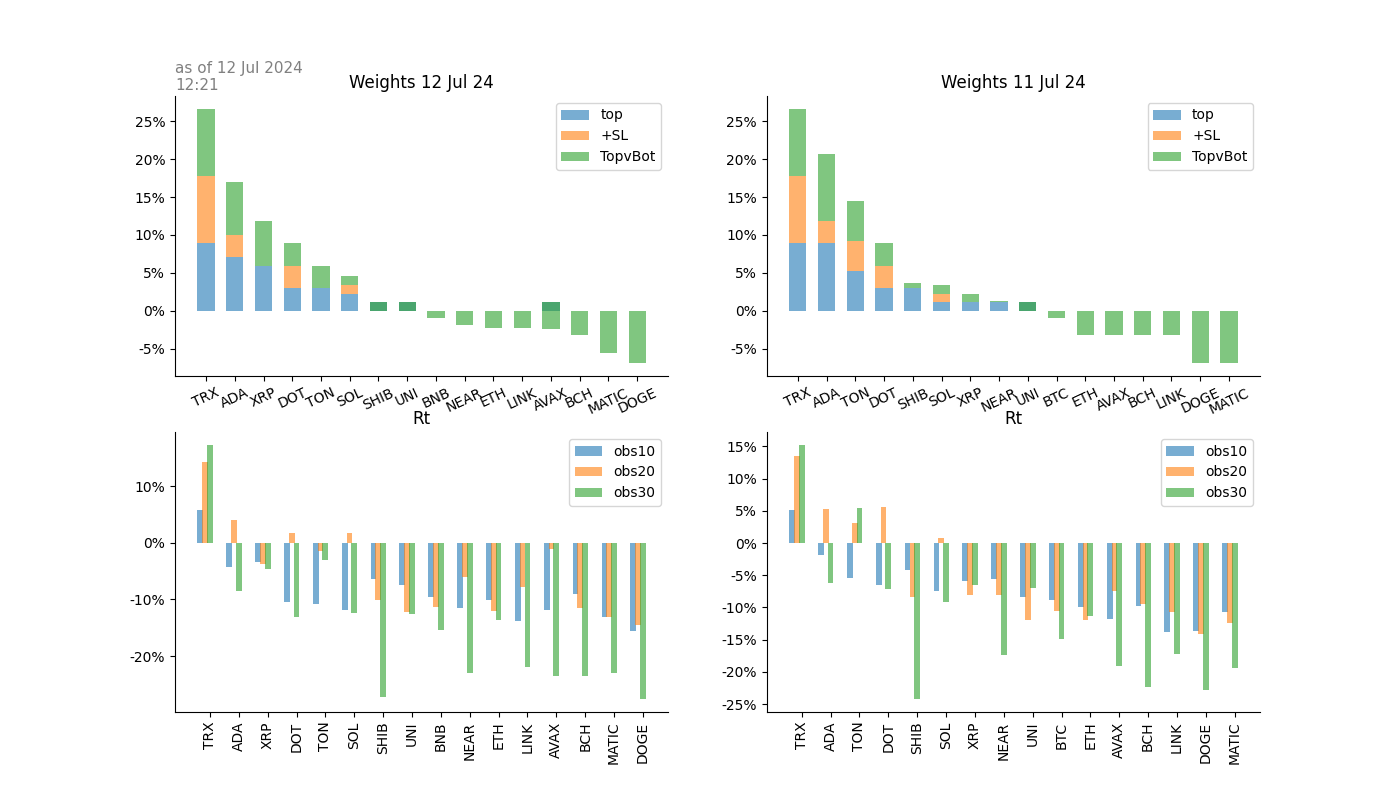 as of 12 Jul 2024
12:21
Weights 12 Jul 24
25%
20%
15%
10%
5%
0%
-5%
top
+SL
TopvBot
TRX ADA XRP DOT TON SOL SHIB UNI BNB NEAR ETH LINK AVAX BCH MATIC DOGE
Weights 11 Jul 24
25%
20%
15%
10%
5%
0%
-5%
top
+SL
TopvBot
TRX ADA TON DOT SHIB SOL XRP NEAR UNI BTC ETH AVAX BCH LINK DOGE MATIC
Rt
10%
0%
-10%
-20%
obs10
obs20
obs30
TRX ADA XRP DOT TON SOL SHIB UNI BNB NEAR ETH LINK AVAX BCH MATIC DOGE
Rt
15%
10%
5%
0%
-5%
-10%
-15%
-20%
-25%
obs10
obs20
obs30
TRX ADA TON DOT SHIB SOL XRP NEAR UNI BTC ETH AVAX BCH LINK DOGE MATIC